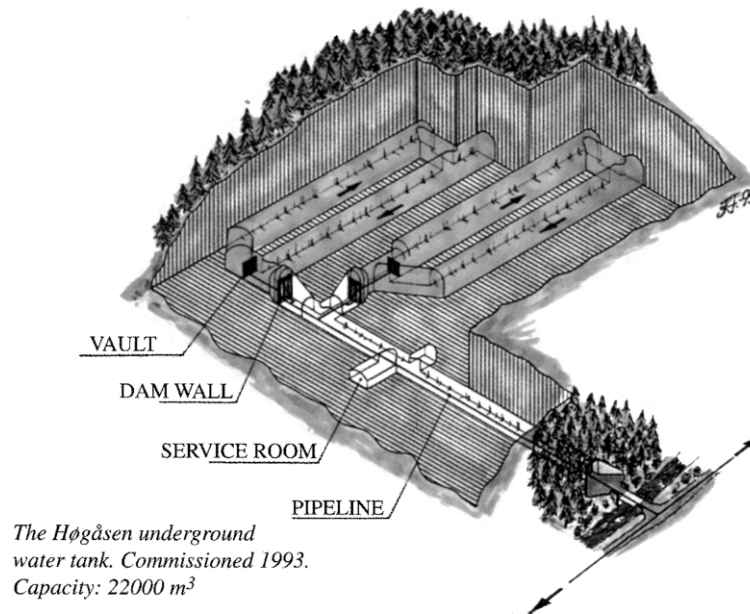 VAULT
DAM WALL
SERVICE ROOM
PIPELINE
The Høgåsen underground
water tank. Commissioned 1993.
Capacity: 22000 m³